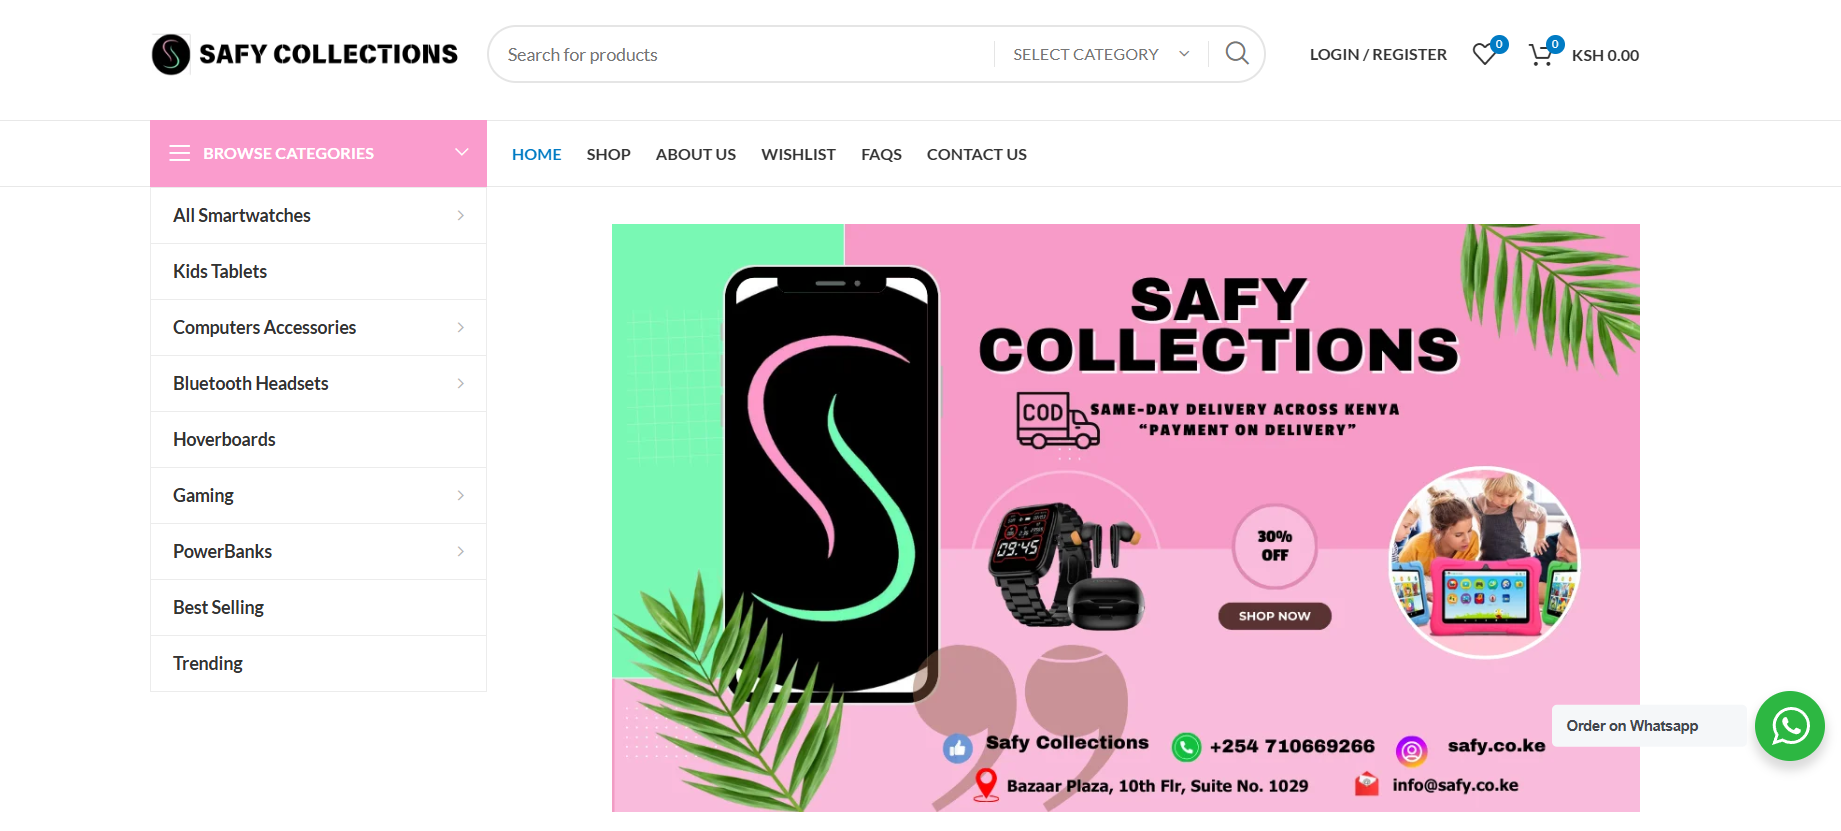 SAFY COLLECTIONS
Search for products
SELECT CATEGORY
LOGIN / REGISTER
0
0
KSH 0.00
BROWSE CATEGORIES
HOME
SHOP
ABOUT US
WISHLIST
FAQS
CONTACT US
All Smartwatches
Kids Tablets
Computers Accessories
Bluetooth Headsets
Hoverboards
Gaming
PowerBanks
Best Selling
Trending
SAFY
COLLECTIONS
COD
SAME-DAY DELIVERY ACROSS KENYA
“PAYMENT ON DELIVERY”
09:45
30%
OFF
SHOP NOW
Safy Collections
+254 710669266
safy.co.ke
Bazaar Plaza, 10th Flr, Suite No. 1029
info@safy.co.ke
Order on Whatsapp